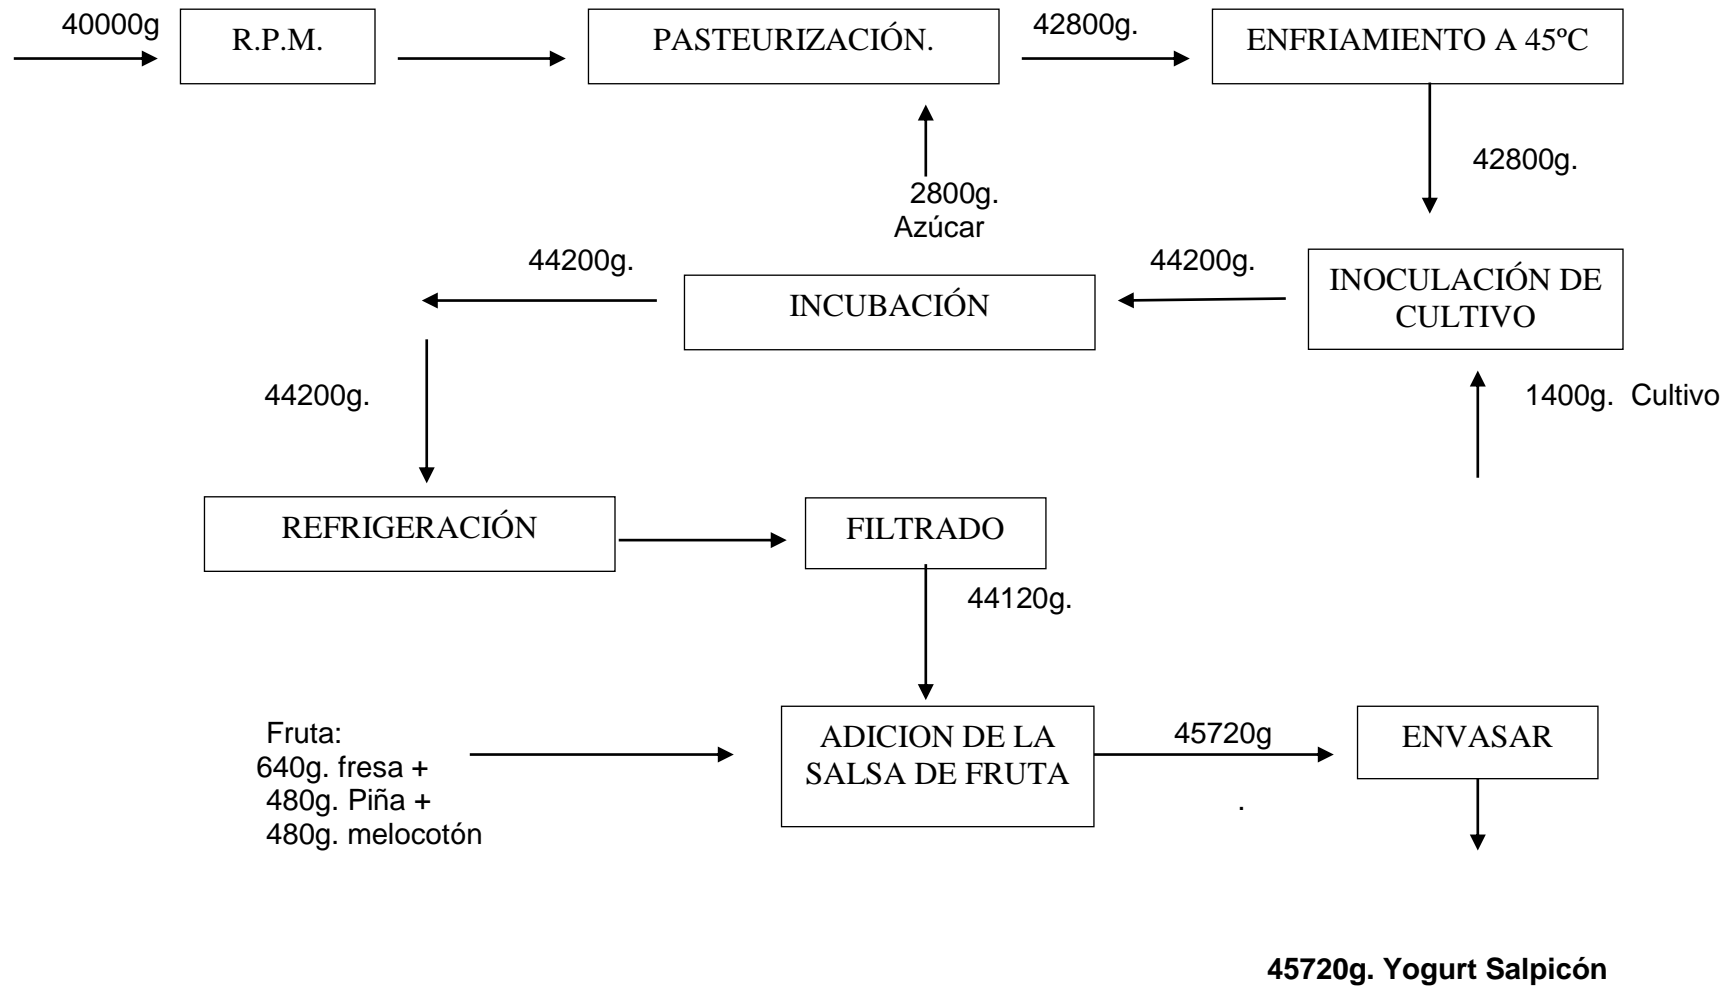 40000g
R.P.M.
PASTEURIZACIÓN.
42800g.
ENFRIAMIENTO A 45ºC
42800g.
2800g.
Azúcar
44200g.
INCUBACIÓN
44200g.
INOCULACIÓN DE
CULTIVO
44200g.
1400g.  Cultivo
REFRIGERACIÓN
FILTRADO
44120g.
Fruta:
640g. fresa +
480g. Piña +
480g. melocotón
ADICION DE LA
SALSA DE FRUTA
45720g
.
ENVASAR
45720g. Yogurt Salpicón